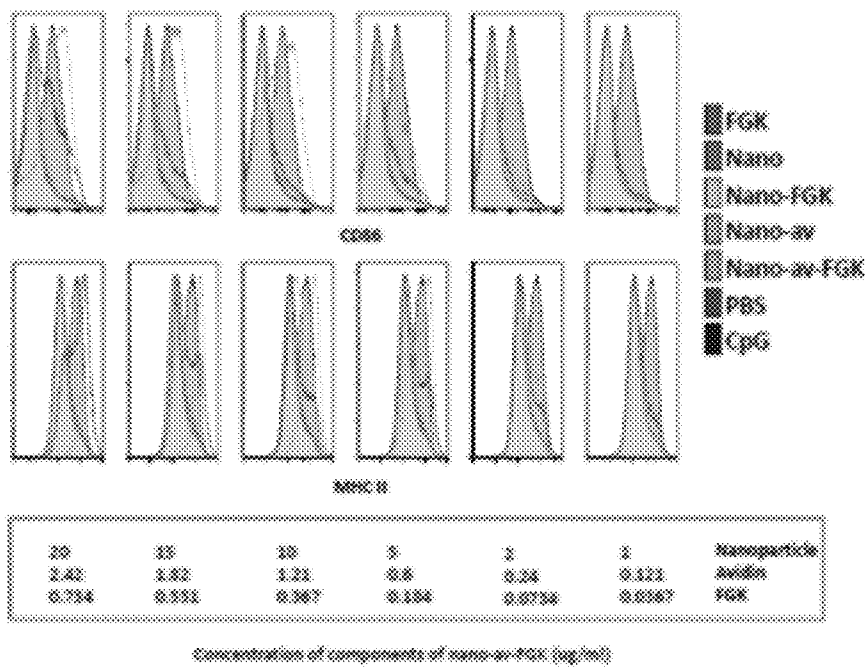 FGK
Nano
Nano-FGK
Nano-av
Nano-av-FGK
PBS
CpG
CD86
MHC II
20 15 10 5 2 1 Nanoparticle
2.42 1.82 1.21 0.6 0.24 0.121 Avidin
0.734 0.551 0.367 0.184 0.0734 0.0367 FGK
Concentration of components of nano-av-FGK (ug/ml)